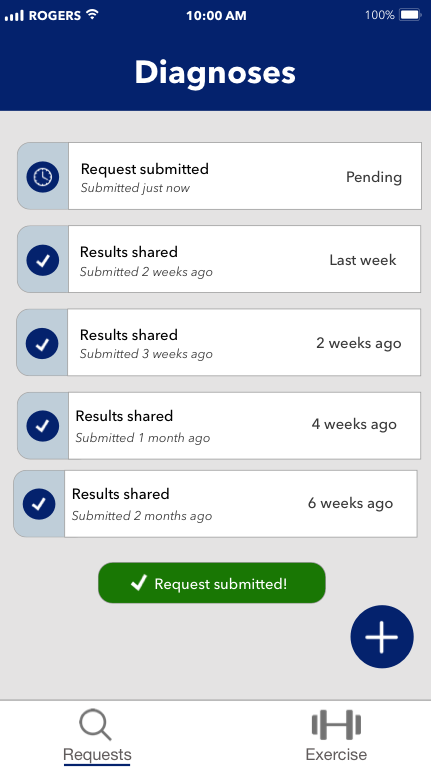 ROGERS 10:00 AM 100%
Diagnoses
Request submitted
Submitted just now
Pending
Results shared
Submitted 2 weeks ago
Last week
Results shared
Submitted 3 weeks ago
2 weeks ago
Results shared
Submitted 1 month ago
4 weeks ago
Results shared
Submitted 2 months ago
6 weeks ago
Request submitted!
Requests
Exercise